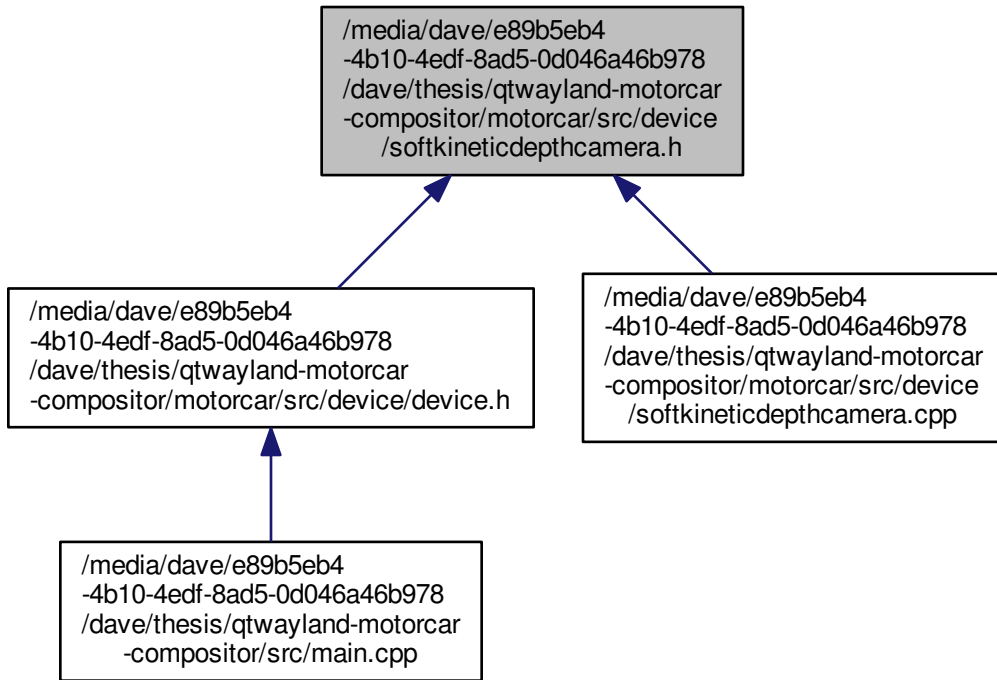 /media/dave/e89b5eb4
-4b10-4edf-8ad5-0d046a46b978
/dave/thesis/qtwayland-motorcar
-compositor/motorcar/src/device
/softkineticdepthcamera.h
/media/dave/e89b5eb4
-4b10-4edf-8ad5-0d046a46b978
/dave/thesis/qtwayland-motorcar
-compositor/motorcar/src/device/device.h
/media/dave/e89b5eb4
-4b10-4edf-8ad5-0d046a46b978
/dave/thesis/qtwayland-motorcar
-compositor/motorcar/src/device
/softkineticdepthcamera.cpp
/media/dave/e89b5eb4
-4b10-4edf-8ad5-0d046a46b978
/dave/thesis/qtwayland-motorcar
-compositor/src/main.cpp